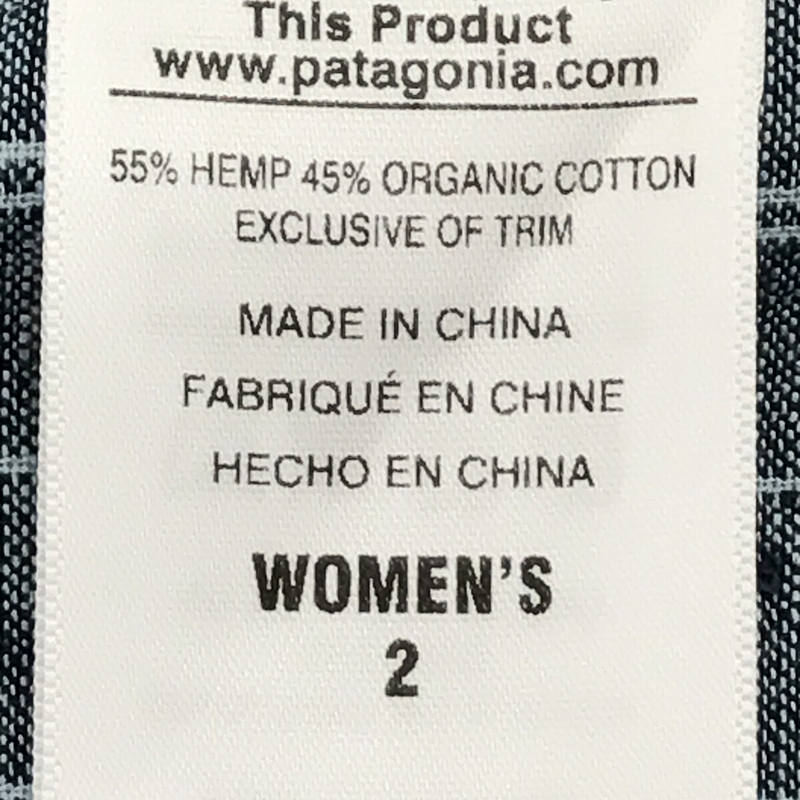 This Product
www.patagonia.com
55% HEMP 45% ORGANIC COTTON
EXCLUSIVE OF TRIM
MADE IN CHINA
FABRIQUÉ EN CHINE
HECHO EN CHINA
WOMEN'S
2